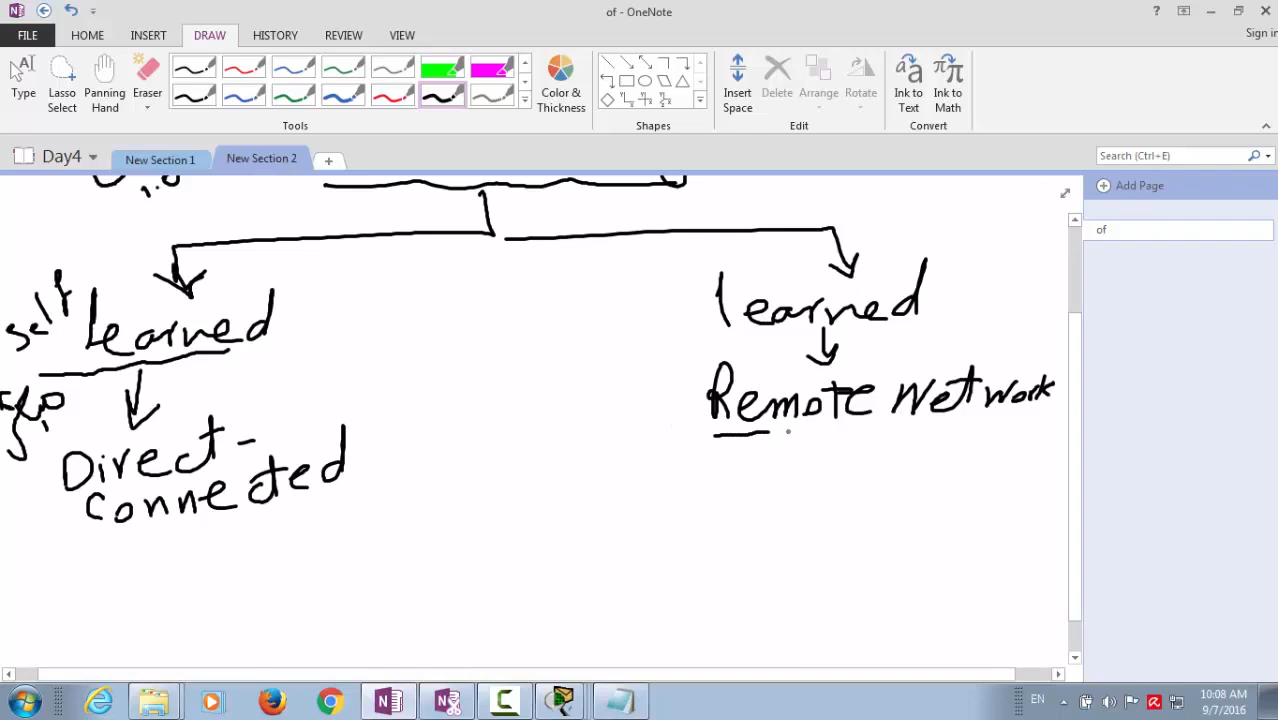 of - OneNote
?
FILE HOME INSERT DRAW HISTORY REVIEW VIEW
Sign in
Type
Lasso Select
Panning Hand
Eraser
Color & Thickness
Insert Space
Delete
Arrange
Rotate
Ink to Text
Ink to Math
Tools
Shapes
Edit
Convert
Day4
New Section 1
New Section 2
Search (Ctrl+E)
Add Page
of
self Learned
Direct-
connected
learned
Remote Network
EN
10:08 AM
9/7/2016